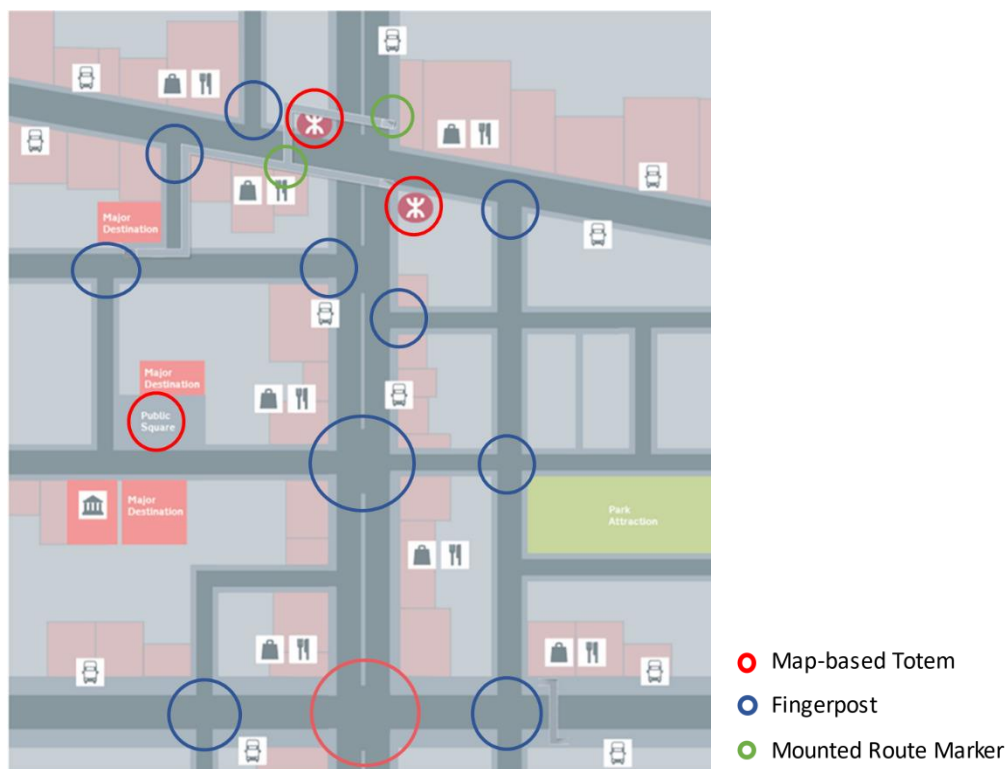 Major
Destination
Major
Destination
Public
Square
Major
Destination
Park
Attraction
Map-based Totem
Fingerpost
Mounted Route Marker